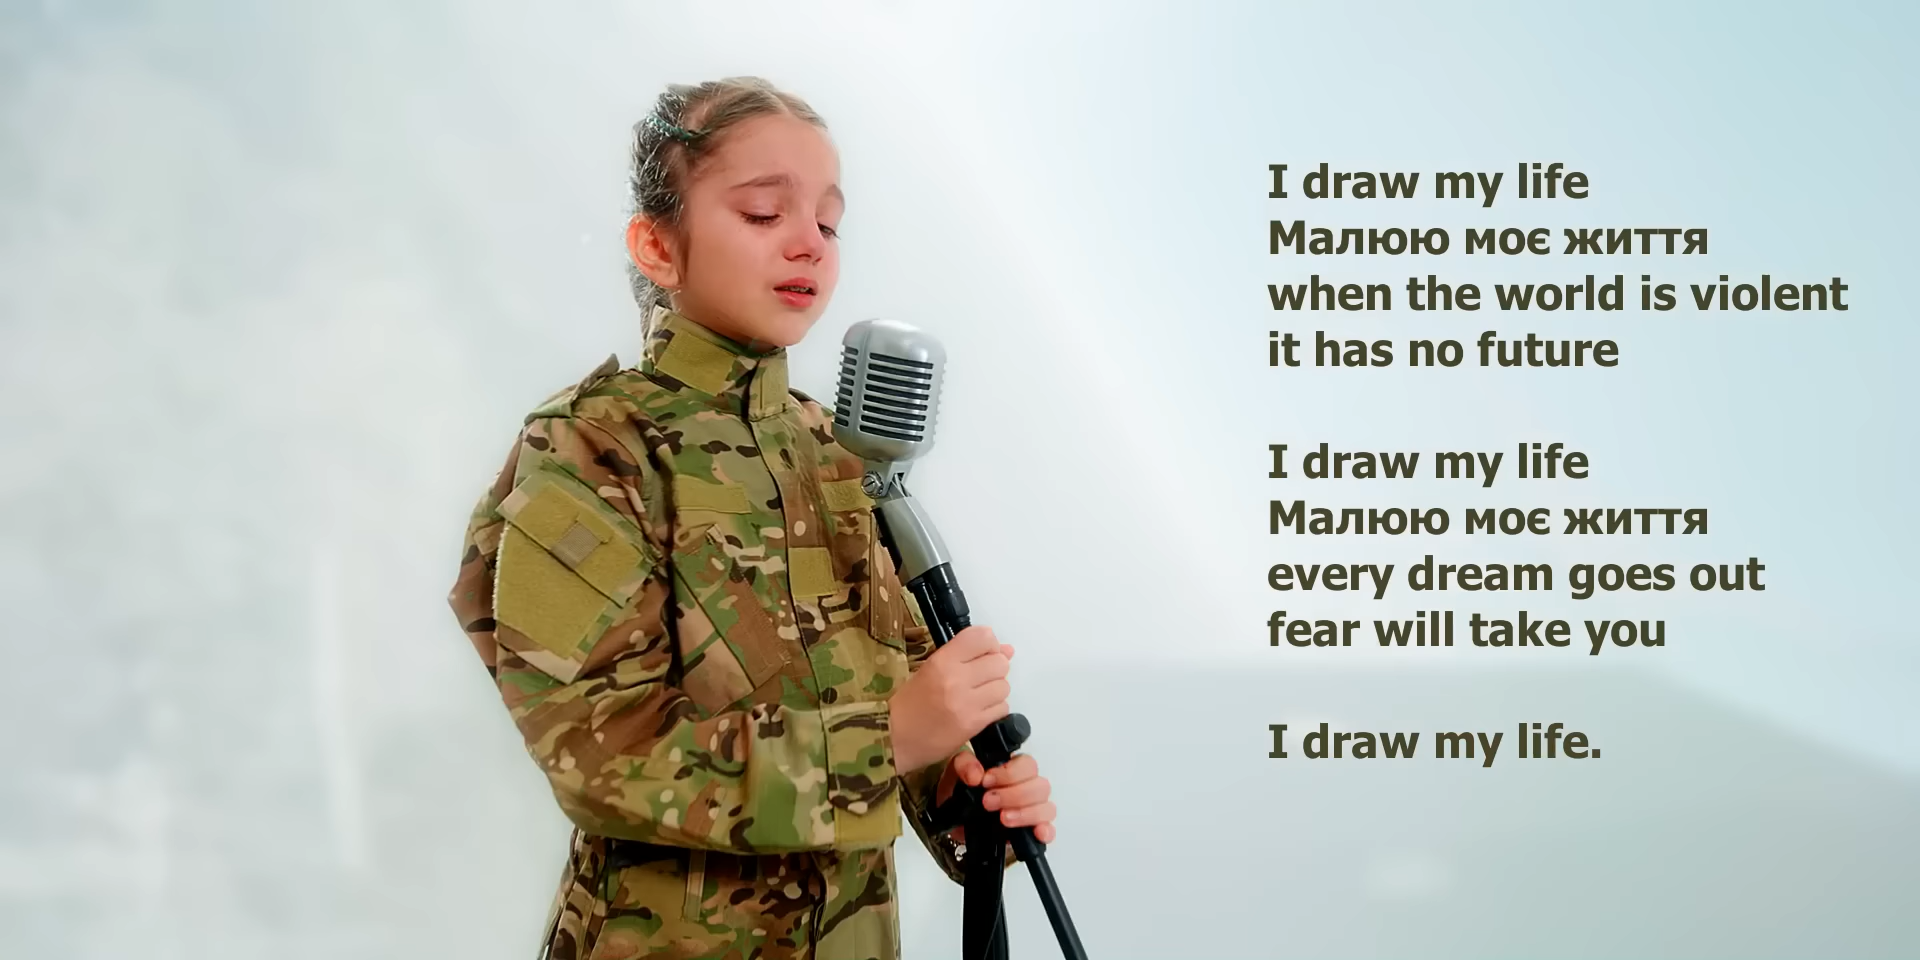 I draw my life
Малюю моє життя
when the world is violent
it has no future
I draw my life
Малюю моє життя
every dream goes out
fear will take you
I draw my life.